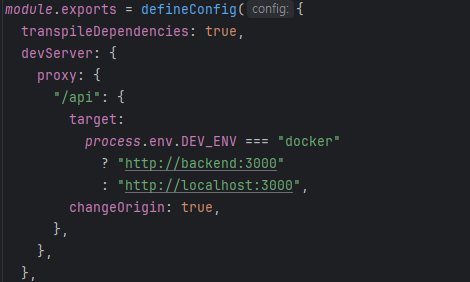 module.exports = defineConfig( config: {
  transpileDependencies: true,
  devServer: {
    proxy: {
      "/api": {
        target:
          process.env.DEV_ENV === "docker"
            ? "http://backend:3000"
            : "http://localhost:3000",
        changeOrigin: true,
      },
    },
  },